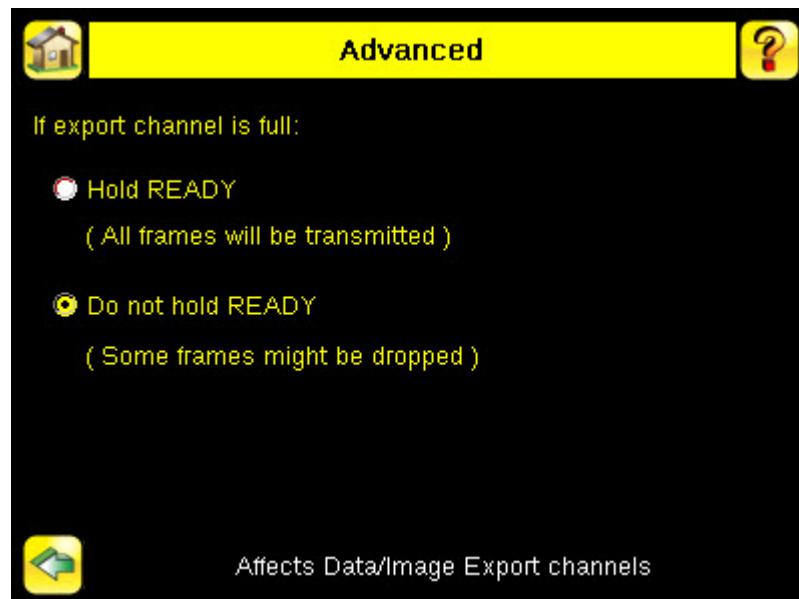 Advanced
?
If export channel is full:
Hold READY
( All frames will be transmitted )
Do not hold READY
( Some frames might be dropped )
Affects Data/Image Export channels